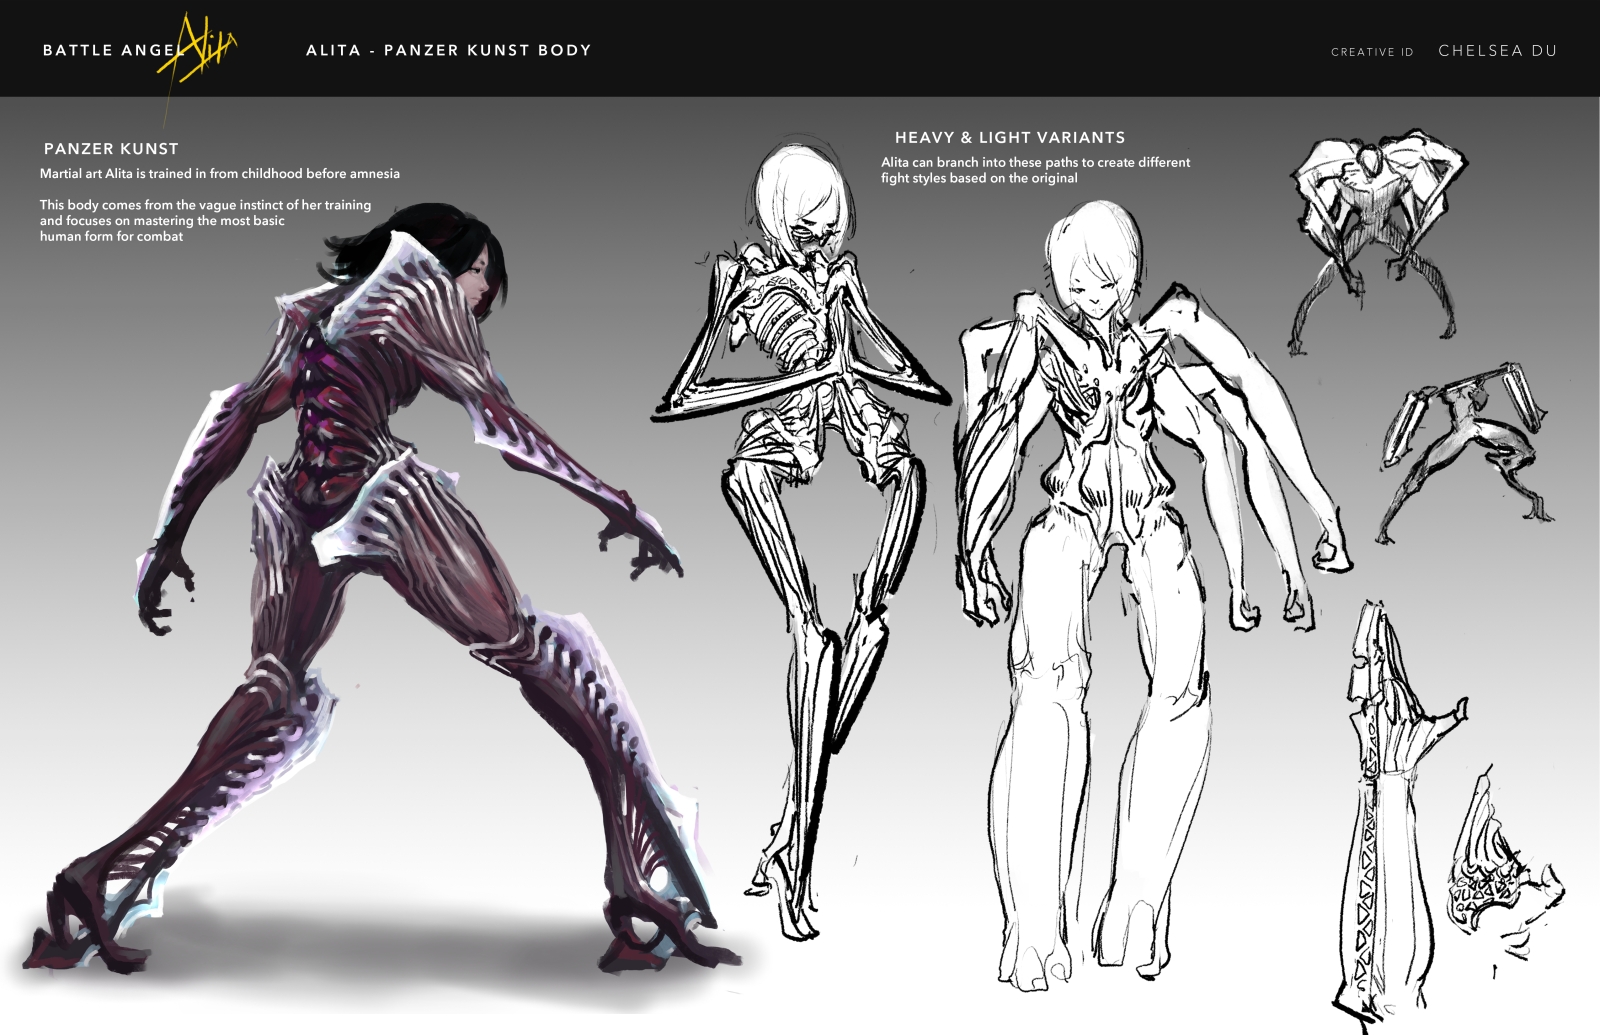 BATTLE ANGEL Alita
ALITA - PANZER KUNST BODY
CREATIVE ID CHELSEA DU
PANZER KUNST
Martial art Alita is trained in from childhood before amnesia
This body comes from the vague instinct of her training
and focuses on mastering the most basic
human form for combat
HEAVY & LIGHT VARIANTS
Alita can branch into these paths to create different
fight styles based on the original